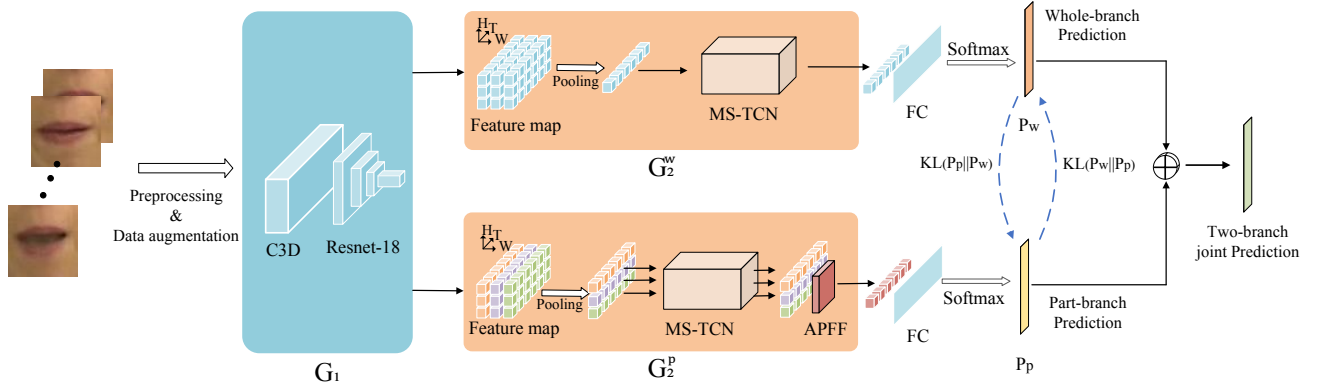 Preprocessing
&
Data augmentation
C3D
Resnet-18
G₁
H T W
Feature map
Pooling
MS-TCN
G₂ʷ
FC
Softmax
Whole-branch
Prediction
Pw
KL(Pp||Pw)
KL(Pw||Pp)
Two-branch
joint Prediction
H T W
Feature map
Pooling
MS-TCN
APFF
G₂ᵖ
FC
Softmax
Part-branch
Prediction
Pp